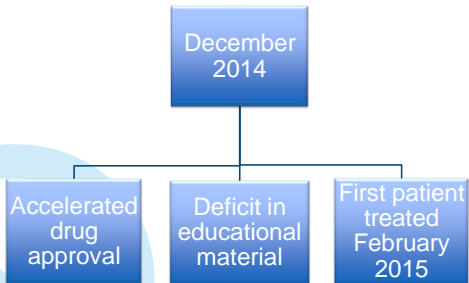 December
2014
Accelerated
drug
approval
Deficit in
educational
material
First patient
treated
February
2015